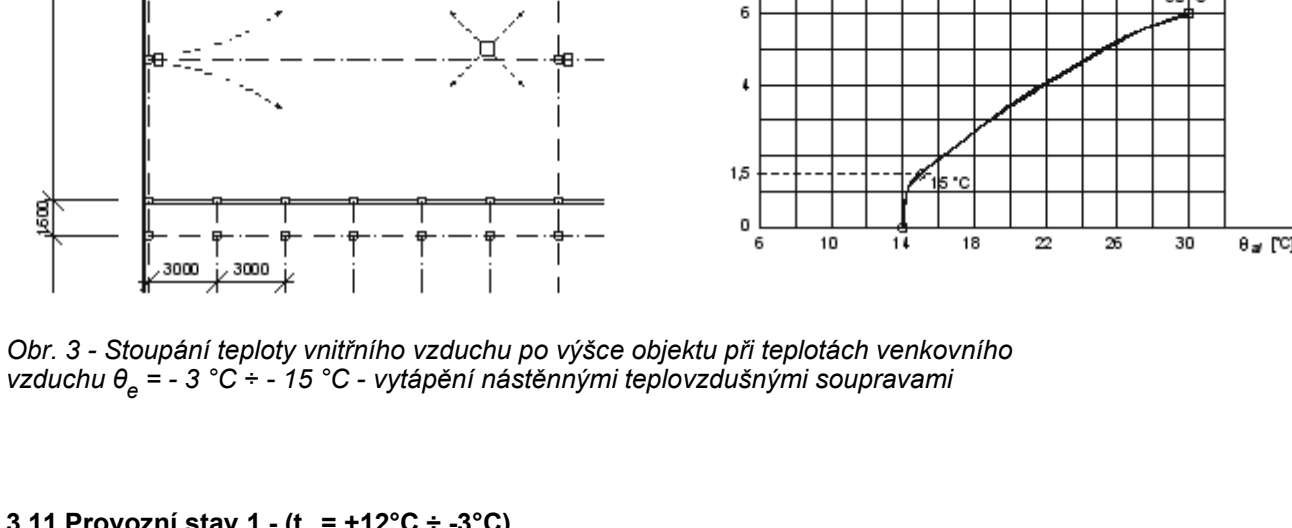 6
4
1,5
15 °C
0
6 10 14 18 22 26 30 θai [°C]
1,600
3000 3000
Obr. 3 - Stoupání teploty vnitřního vzduchu po výšce objektu při teplotách venkovního
vzduchu θe = - 3 °C ÷ - 15 °C - vytápění nástěnnými teplovzdušnými soupravami
3.11 Provozní stav 1 - (t = +12°C ÷ -3°C)